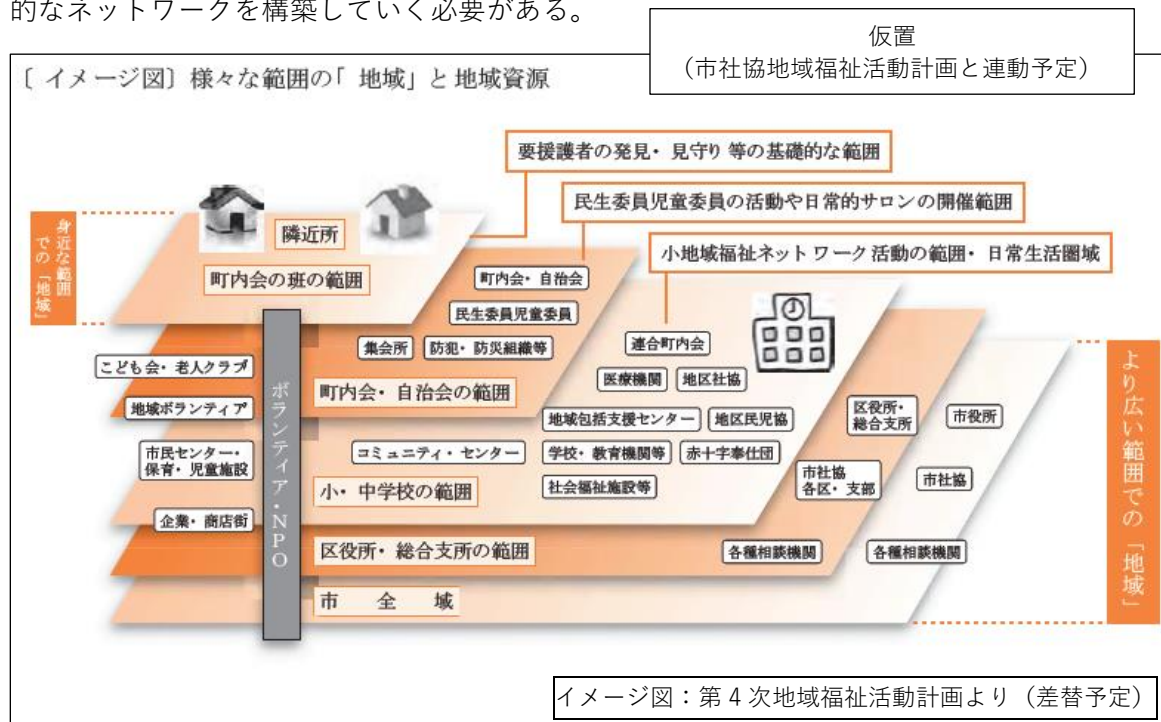 的なネットワークを構築していく必要がある。
仮置
（市社協地域福祉活動計画と連動予定）
〔イメージ図〕様々な範囲の「地域」と地域資源
要援護者の発見・見守り等の基礎的な範囲
民生委員児童委員の活動や日常的サロンの開催範囲
小地域福祉ネットワーク活動の範囲・日常生活圏域
身近な範囲
での「地域」
隣近所
町内会の班の範囲
町内会・自治会
民生委員児童委員
集会所
防犯・防災組織等
町内会・自治会の範囲
こども会・老人クラブ
地域ボランティア
市民センター・
保育・児童施設
企業・商店街
ボランティア・NPO
連合町内会
医療機関
地区社協
地域包括支援センター
地区民児協
コミュニティ・センター
学校・教育機関等
赤十字奉仕団
社会福祉施設等
小・中学校の範囲
区役所・
総合支所
市社協
各区・支部
各種相談機関
区役所・総合支所の範囲
市役所
市社協
各種相談機関
市全域
より広い範囲での「地域」
イメージ図：第４次地域福祉活動計画より（差替予定）